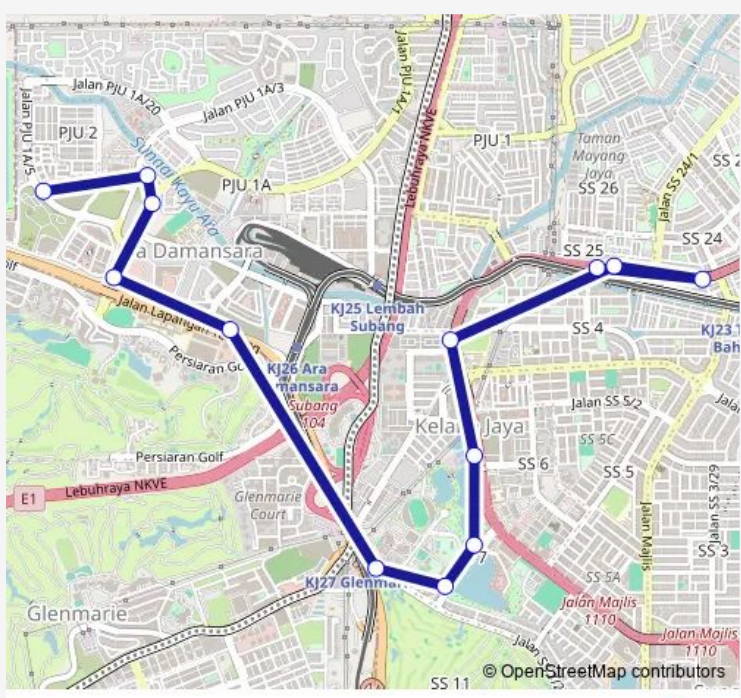 Jalan PJU 1A/20
Jalan PJU 1A/3
Jalan PJU 1A/1
Jalan PJU 1A/5
PJU 2
Sungai Kayu Ara
PJU 1A
Lebuhraya NKVE
PJU 1
Taman
Mayang
Jaya
SS 26
Jalan SS 24/1
SS 2
SS 25
SS 24
a Damansara
Jalan Lapangan
Persiaran Go
KJ25 Lembah
Subang
SS 4
KJ23 T
Bah
KJ26 Ara
mansara
Subang
104
Jalan SS 5/2
Kela
Jaya
SS 5C
Persiaran Golf
SS 6
SS 5
E1
Lebuhraya NKVE
Glenmarie
Court
Jalan SS 3/29
Jalan Majlis
SS 3
7
KJ27 Glenmar
SS 5A
Glenmarie
Jalan Majlis
1110
Jalan Majlis
1110
SS 11
© OpenStreetMap contributors